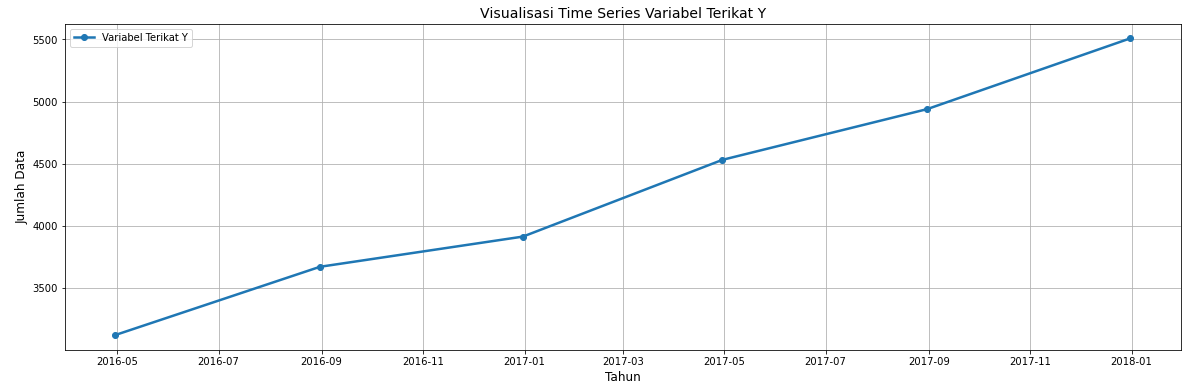 Visualisasi Time Series Variabel Terikat Y
Variabel Terikat Y
5500
5000
4500
4000
3500
Jumlah Data
2016-05 2016-07 2016-09 2016-11 2017-01 2017-03 2017-05 2017-07 2017-09 2017-11 2018-01
Tahun